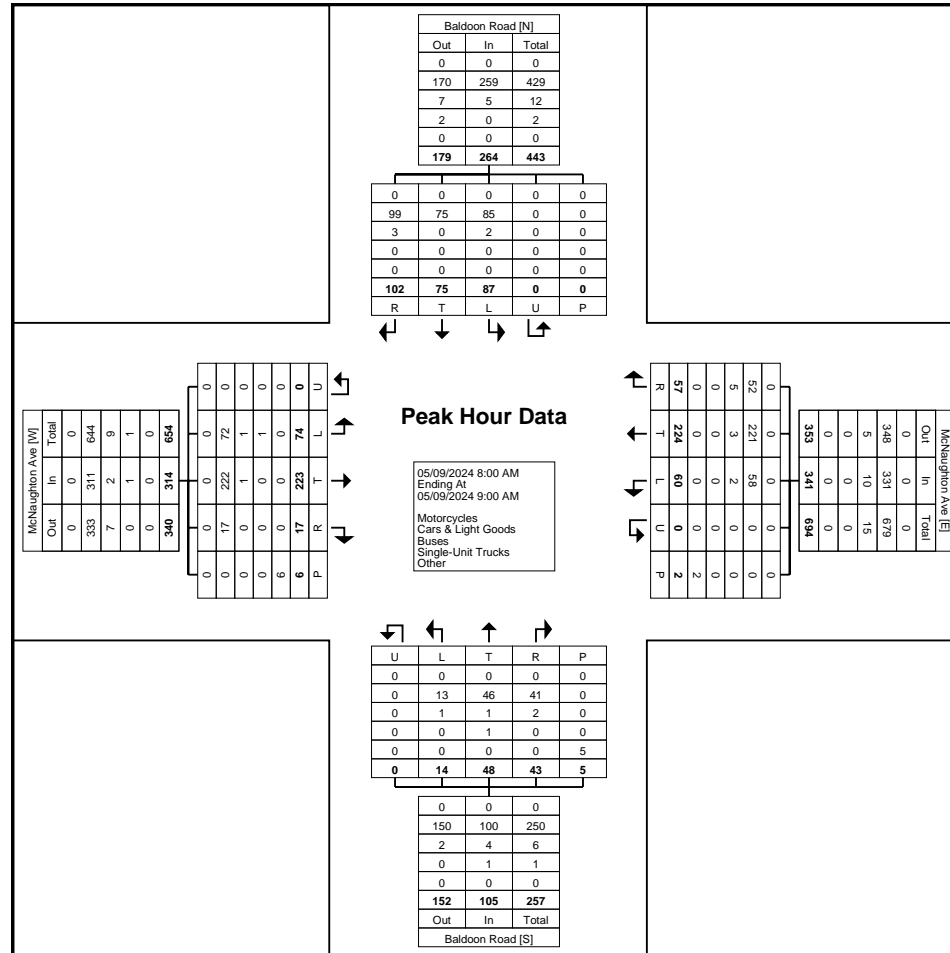 Baldoon Road [N]
Out In Total
0 0 0
170 259 429
7 5 12
2 0 2
0 0 0
179 264 443
0 0 0 0 0
99 75 85 0 0
3 0 2 0 0
0 0 0 0 0
0 0 0 0 0
102 75 87 0 0
R T L U P
McNaughton Ave [W]
Total 0 644 9 1 0 654
In 0 311 2 1 0 314
Out 0 333 7 0 0 340
0 0 0 0 0 0 U
0 72 1 1 0 74 L
0 222 1 0 0 223 T
0 17 0 0 0 17 R
0 0 0 0 6 6 P
Peak Hour Data
05/09/2024 8:00 AM
Ending At
05/09/2024 9:00 AM
Motorcycles
Cars & Light Goods
Buses
Single-Unit Trucks
Other
R 57 0 0 5 52 0
T 224 0 0 3 221 0
L 60 0 0 2 58 0
U 0 0 0 0 0 0
P 2 2 0 0 0 0
353 0 0 5 348 0 Out
341 0 0 10 331 0 In
694 0 0 15 679 0 Total
McNaughton Ave [E]
U L T R P
0 0 0 0 0
0 13 46 41 0
0 1 1 2 0
0 0 1 0 0
0 0 0 0 5
0 14 48 43 5
0 0 0
150 100 250
2 4 6
0 1 1
0 0 0
152 105 257
Out In Total
Baldoon Road [S]